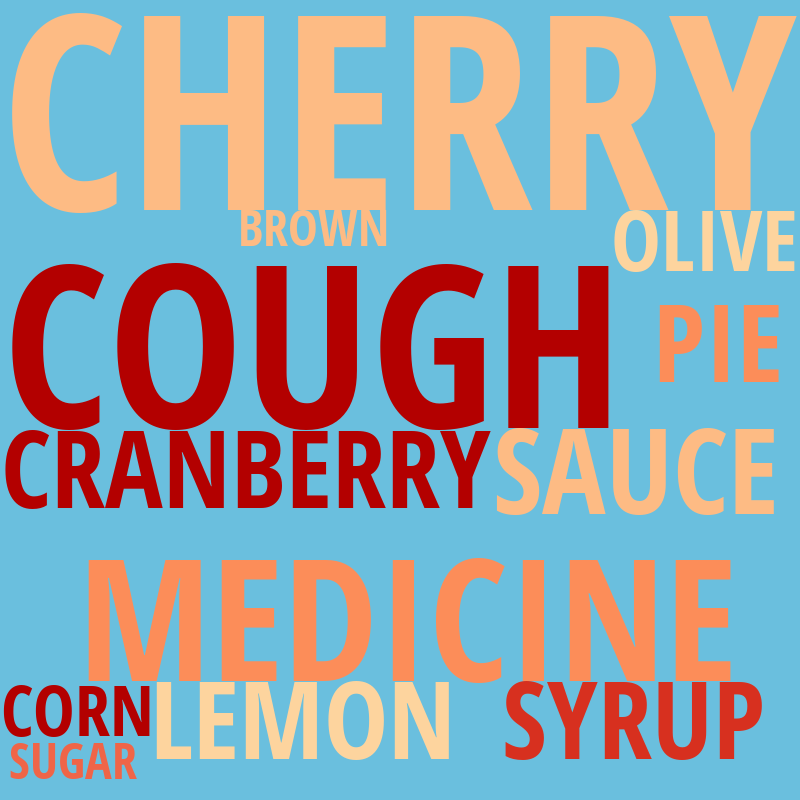 CHERRY
BROWN
OLIVE
COUGH
PIE
CRANBERRY
SAUCE
MEDICINE
CORN
LEMON
SYRUP
SUGAR